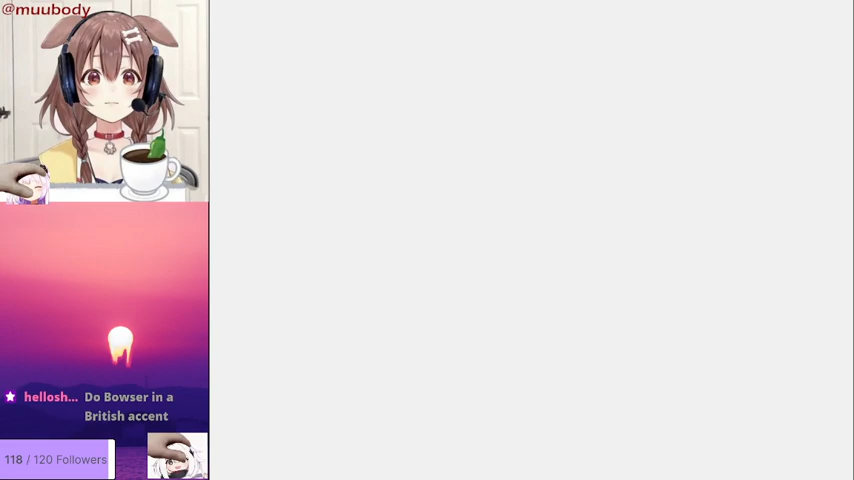 @muubody
hellosh... Do Bowser in a
British accent
118 / 120 Followers